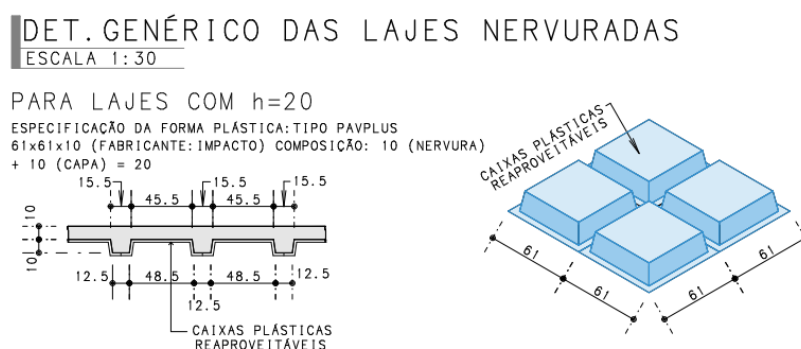 DET. GENÉRICO DAS LAJES NERVURADAS
ESCALA 1:30
PARA LAJES COM h=20
ESPECIFICAÇÃO DA FORMA PLÁSTICA: TIPO PAVPLUS
61x61x10 (FABRICANTE: IMPACTO) COMPOSIÇÃO: 10 (NERVURA)
+ 10 (CAPA) = 20
15.5 15.5 15.5
45.5 45.5
10
10
12.5 48.5 48.5 12.5
12.5
CAIXAS PLÁSTICAS
REAPROVEITÁVEIS
CAIXAS PLÁSTICAS
REAPROVEITÁVEIS
61 61
61 61